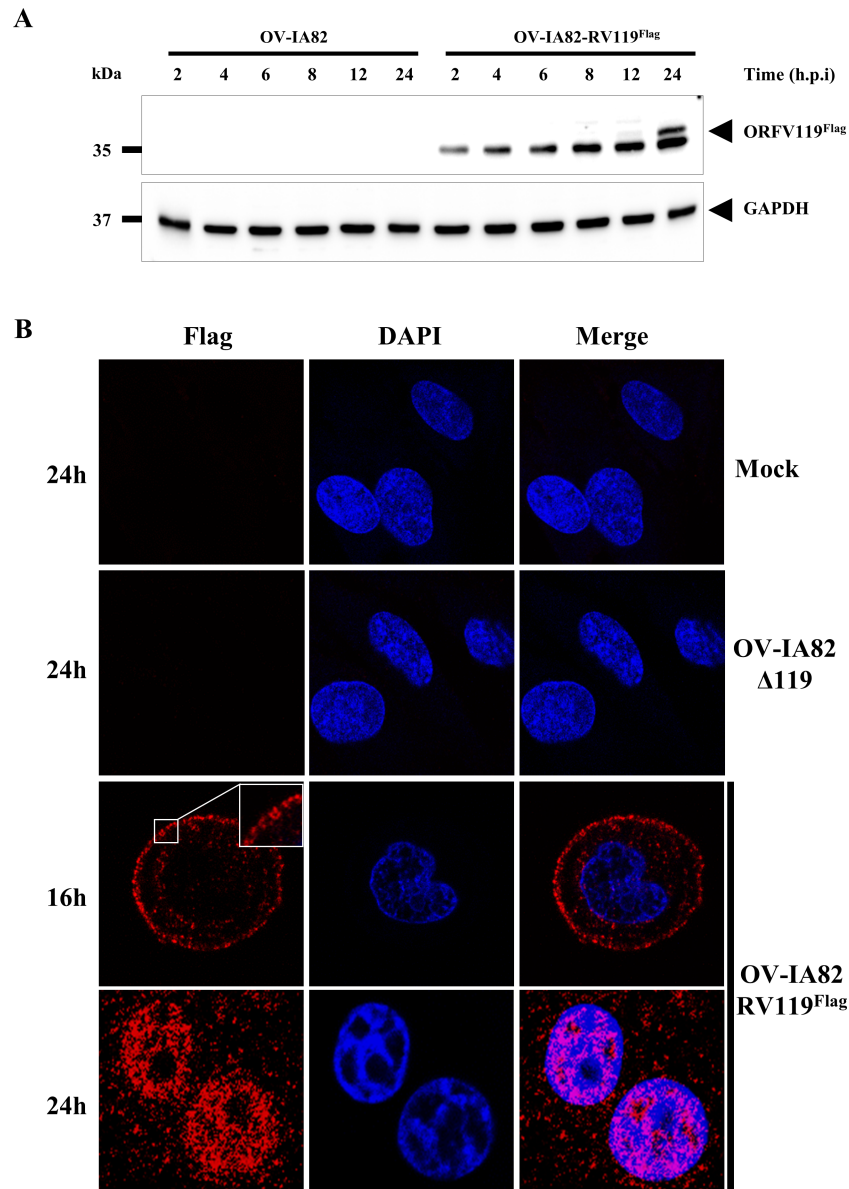 A
OV-IA82 OV-IA82-RV119Flag
kDa 2 4 6 8 12 24 2 4 6 8 12 24 Time (h.p.i)
35 ORFV119Flag
37 GAPDH
B
Flag DAPI Merge
24h Mock
24h OV-IA82
Δ119
16h
OV-IA82
RV119Flag
24h